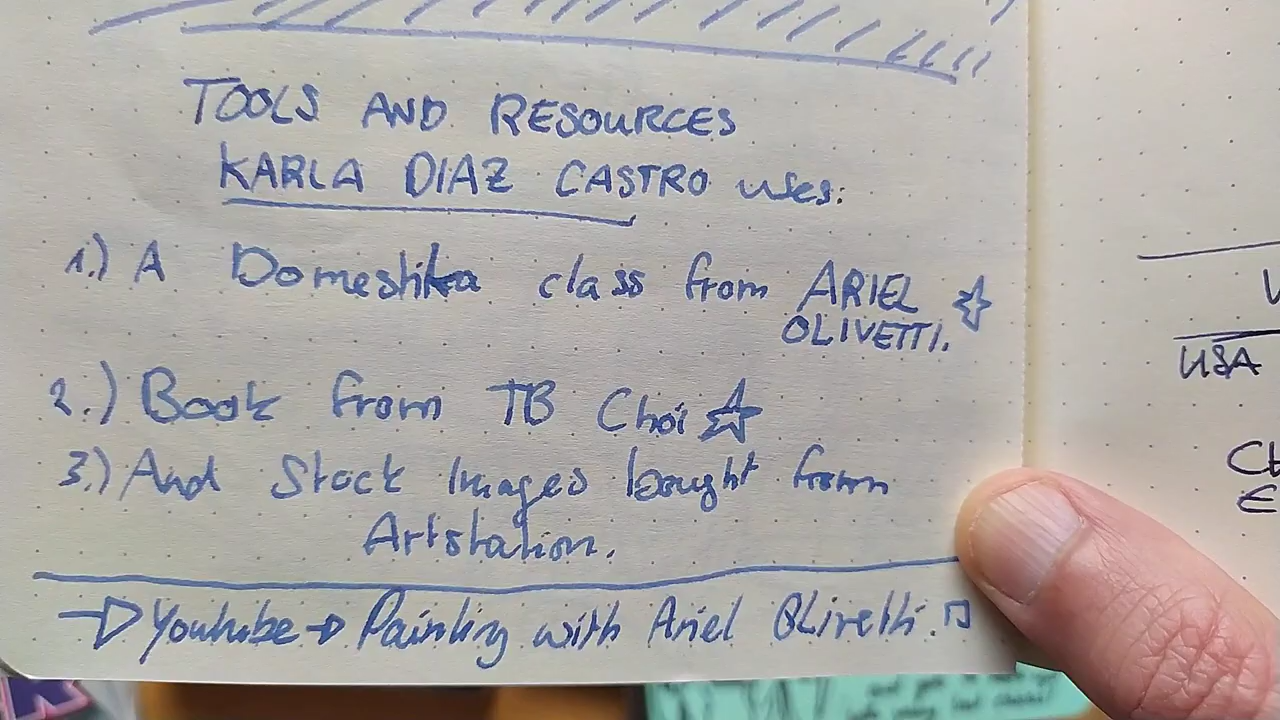 TOOLS AND RESOURCES
KARLA DIAZ CASTRO uses:
1.) A Domestika class from ARIEL
OLIVETTI.
2.) Book from TB Choi
3.) And Stock Images bought from
Artstation.
Youtube → Painting with Ariel Olivetti.
USA